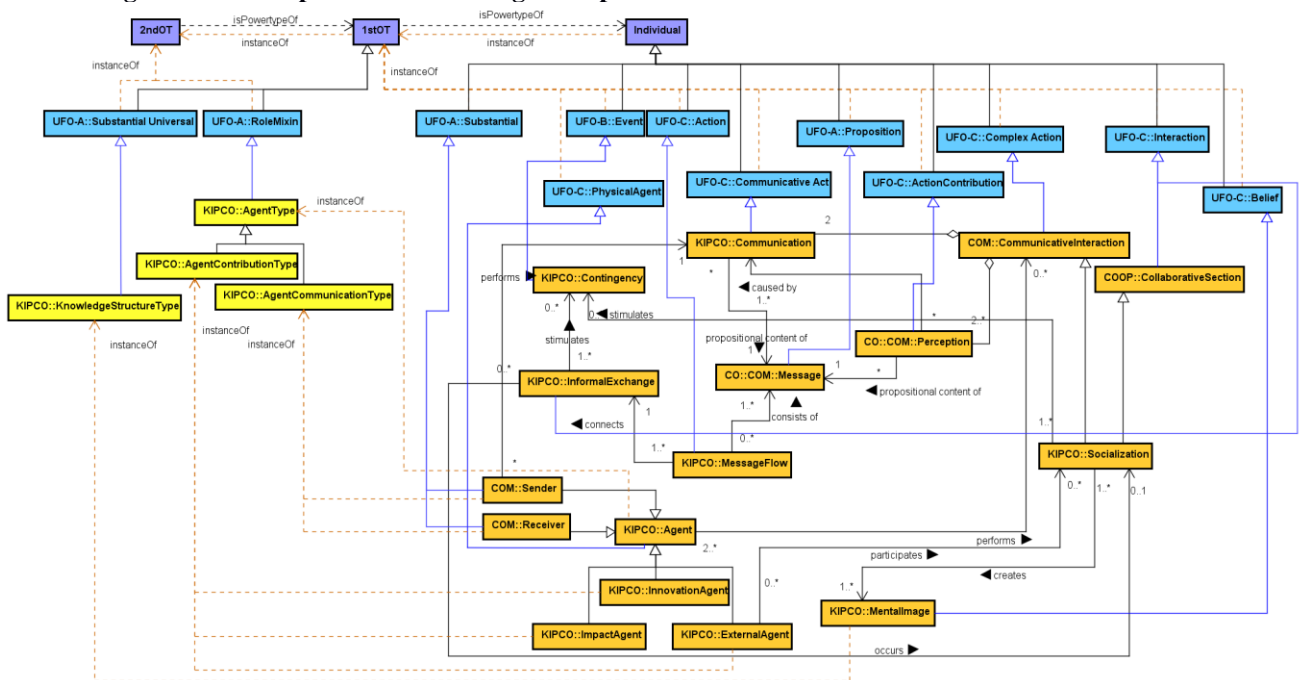 isPowertypeOf
isPowertypeOf
2ndOT
1stOT
Individual
instanceOf
instanceOf
instanceOf
instanceOf
UFO-A::Substantial Universal
UFO-A::RoleMixin
UFO-A::Substantial
UFO-B::Event
UFO-C::Action
UFO-A::Proposition
UFO-C::Complex Action
UFO-C::Interaction
UFO-C::PhysicalAgent
UFO-C::Communicative Act
UFO-C::ActionContribution
UFO-C::Belief
instanceOf
KIPCO::AgentType
2
KIPCO::Communication
COM::CommunicativeInteraction
KIPCO::AgentContributionType
1
*
0..*
performs
KIPCO::Contingency
COOP::CollaborativeSection
KIPCO::AgentCommunicationType
caused by
KIPCO::KnowledgeStructureType
1..*
0..*
stimulates
*
2..*
instanceOf
instanceOf
instanceOf
stimulates
propositional content of
CO::COM::Perception
1
1
1..*
0..*
KIPCO::InformalExchange
CO::COM::Message
*
propositional content of
1
1..*
consists of
connects
1..*
1..*
0..*
KIPCO::MessageFlow
KIPCO::Socialization
*
0..*
1..*
0..1
COM::Sender
COM::Receiver
KIPCO::Agent
performs
2..*
participates
creates
0..*
KIPCO::InnovationAgent
1..*
KIPCO::MentalImage
KIPCO::ImpactAgent
KIPCO::ExternalAgent
occurs